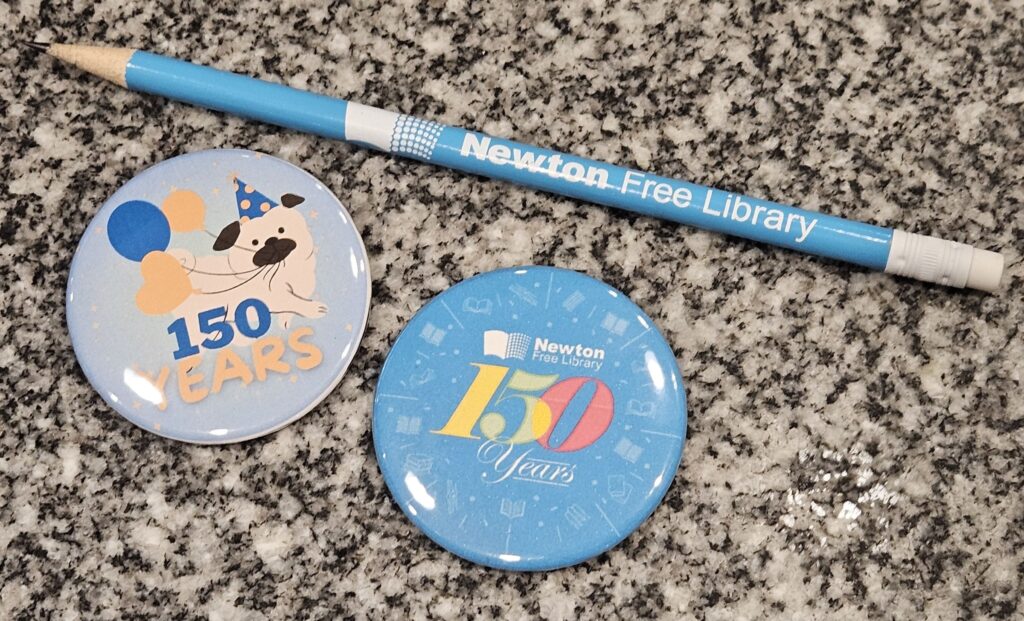 Newton Free Library
150
YEARS
Newton
Free Library
150
Years